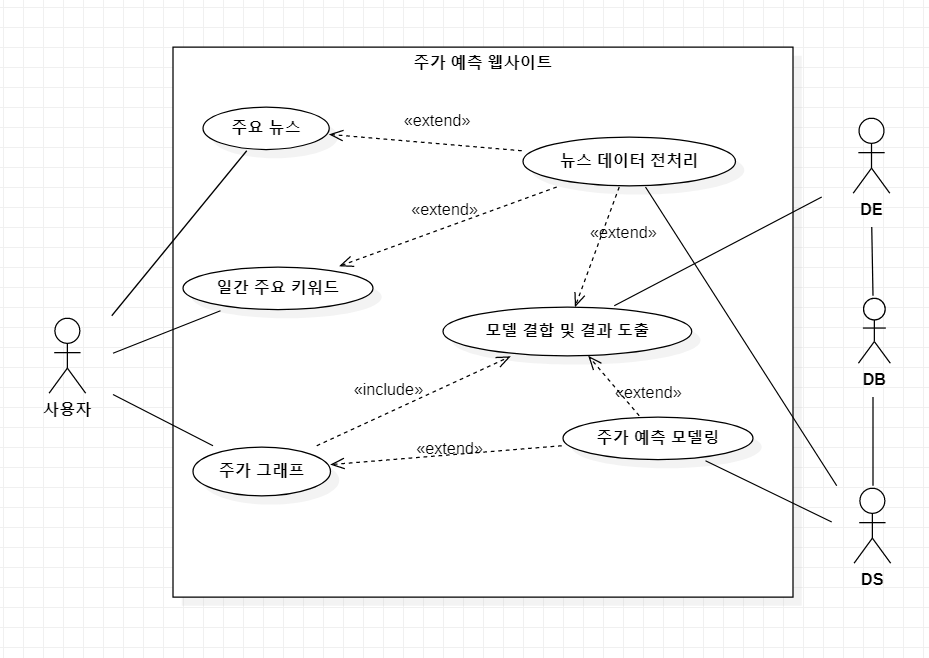 주가 예측 웹사이트
주요 뉴스
«extend»
뉴스 데이터 전처리
DE
«extend»
«extend»
일간 주요 키워드
모델 결합 및 결과 도출
DB
사용자
«include»
«extend»
주가 예측 모델링
«extend»
주가 그래프
DS